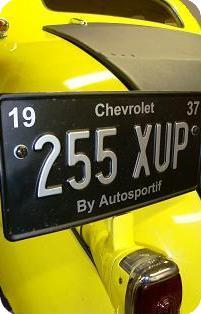 Chevrolet
19 37
255 XUP
By Autosportif